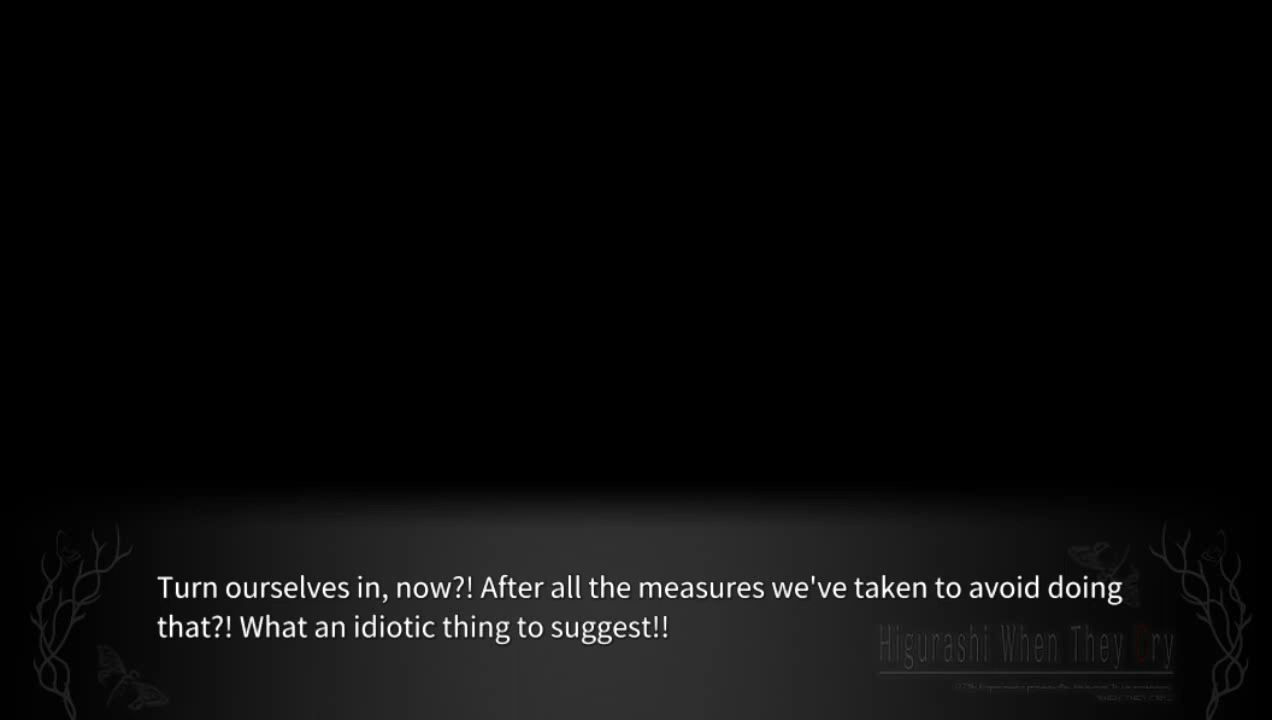 Turn ourselves in, now?! After all the measures we've taken to avoid doing
that?! What an idiotic thing to suggest!!
Higurashi When They Cry